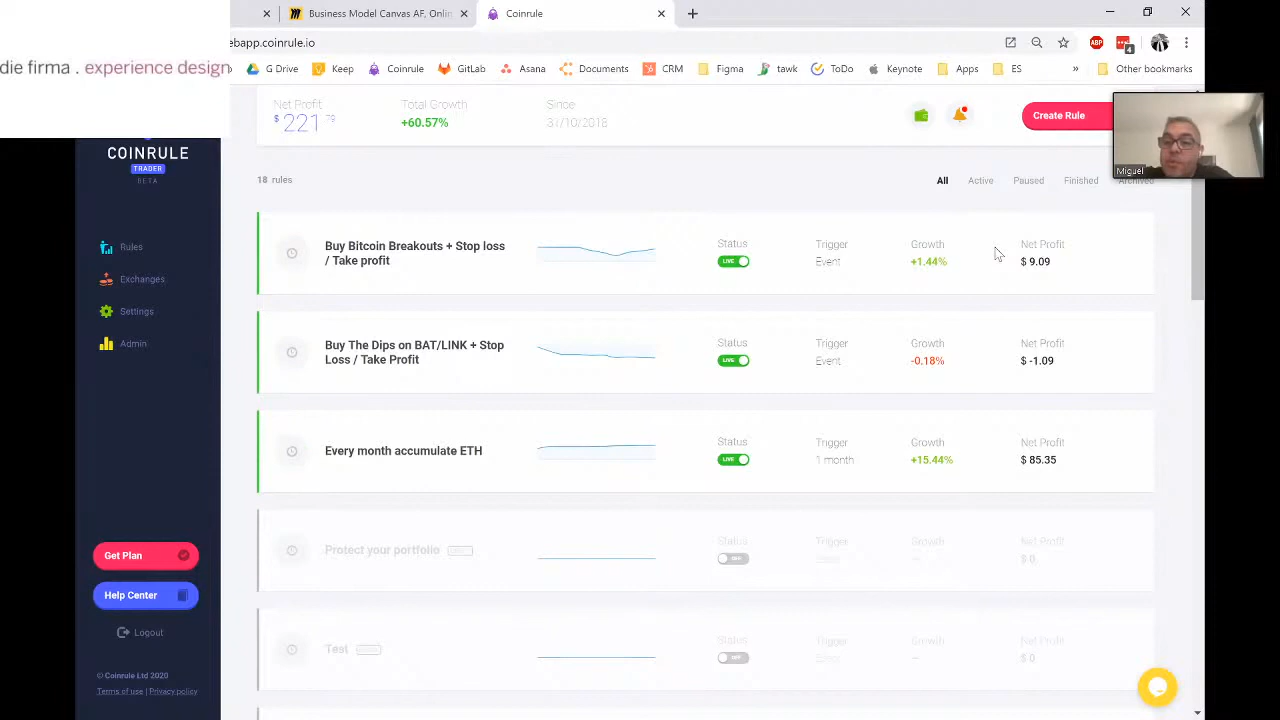 Business Model Canvas AF, Onlin
Coinrule
die firma . experience design
ebapp.coinrule.io
ABP
4
G Drive
Keep
Coinrule
Gitlab
Asana
Documents
CRM
Figma
tawk
ToDo
Keynotes
Apps
ES
Net Profit
Total Growth
Since
$ 221
+60.57%
31/10/2018
Create Rule
Miguel
COINRULE
TRADER
BETA
18 rules
All
Active
Paused
Finished
Archived
Rules
Exchanges
Settings
Admin
Buy Bitcoin Breakouts + Stop loss
/ Take profit
Status
LIVE
Trigger
Event
Growth
+1.44%
Net Profit
$ 9.09
Buy The Dips on BAT/LINK + Stop
Loss / Take Profit
Status
LIVE
Trigger
Event
Growth
-0.18%
Net Profit
$ -1.09
Every month accumulate ETH
Status
LIVE
Trigger
1 month
Growth
+15.44%
Net Profit
$ 85.35
Protect your portfolio
Status
OFF
Trigger
Growth
—
Net Profit
$ 0
Test
Status
OFF
Trigger
Growth
—
Net Profit
$ 0
Get Plan
Help Center
Logout
© Coinrule Ltd 2020
Terms of use | Privacy policy